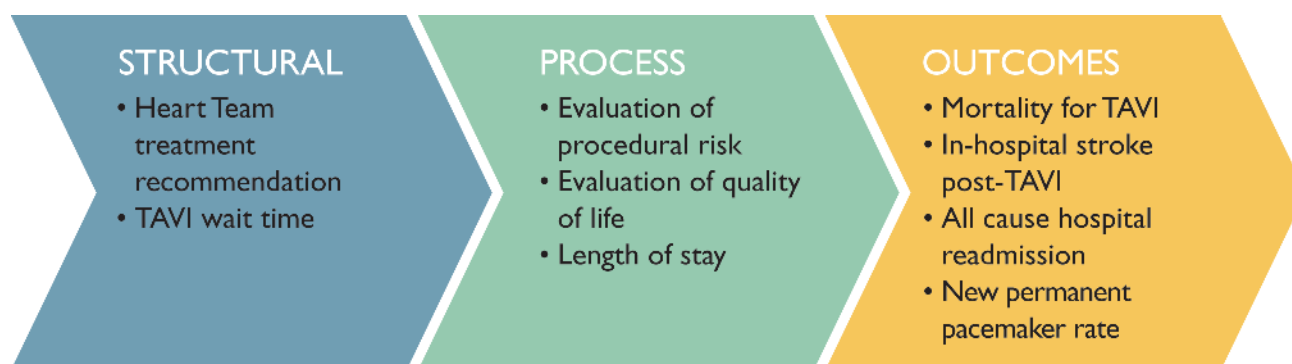 STRUCTURAL
• Heart Team
treatment
recommendation
• TAVI wait time
PROCESS
• Evaluation of
procedural risk
• Evaluation of quality
of life
• Length of stay
OUTCOMES
• Mortality for TAVI
• In-hospital stroke
post-TAVI
• All cause hospital
readmission
• New permanent
pacemaker rate